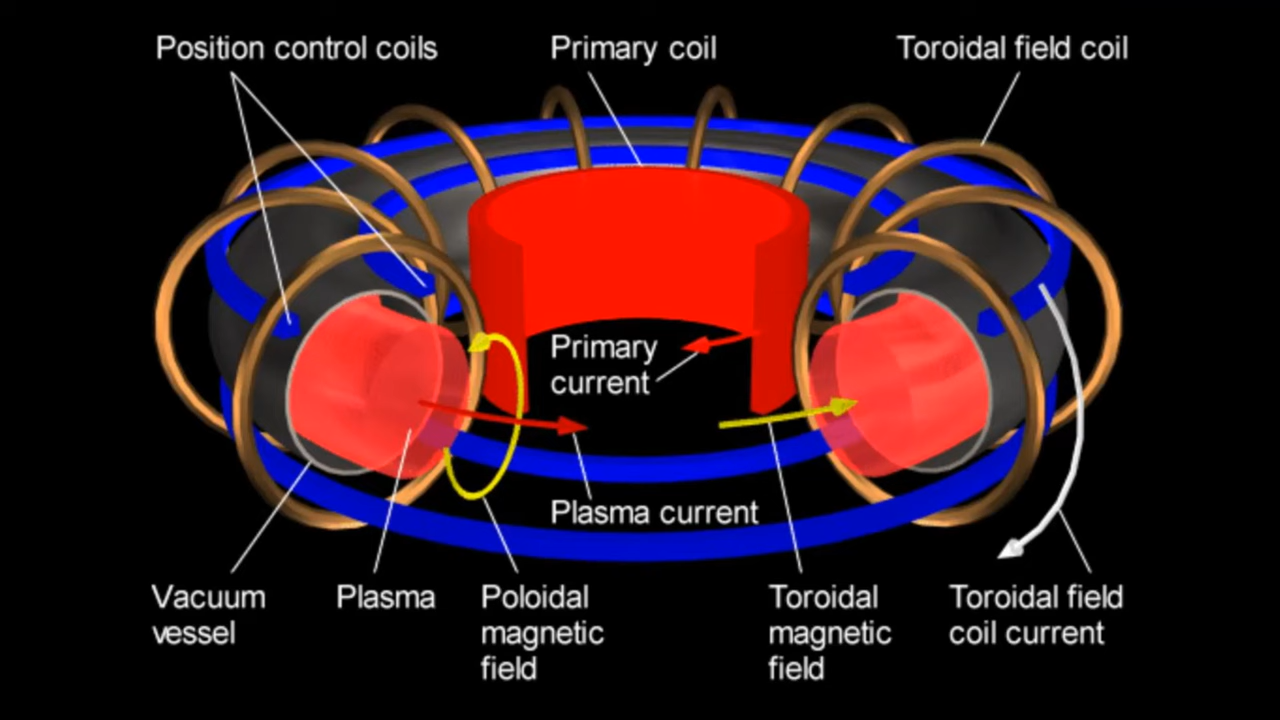 Position control coils
Primary coil
Toroidal field coil
Primary
current
Plasma current
Vacuum
vessel
Plasma
Poloidal
magnetic
field
Toroidal
magnetic
field
Toroidal field
coil current